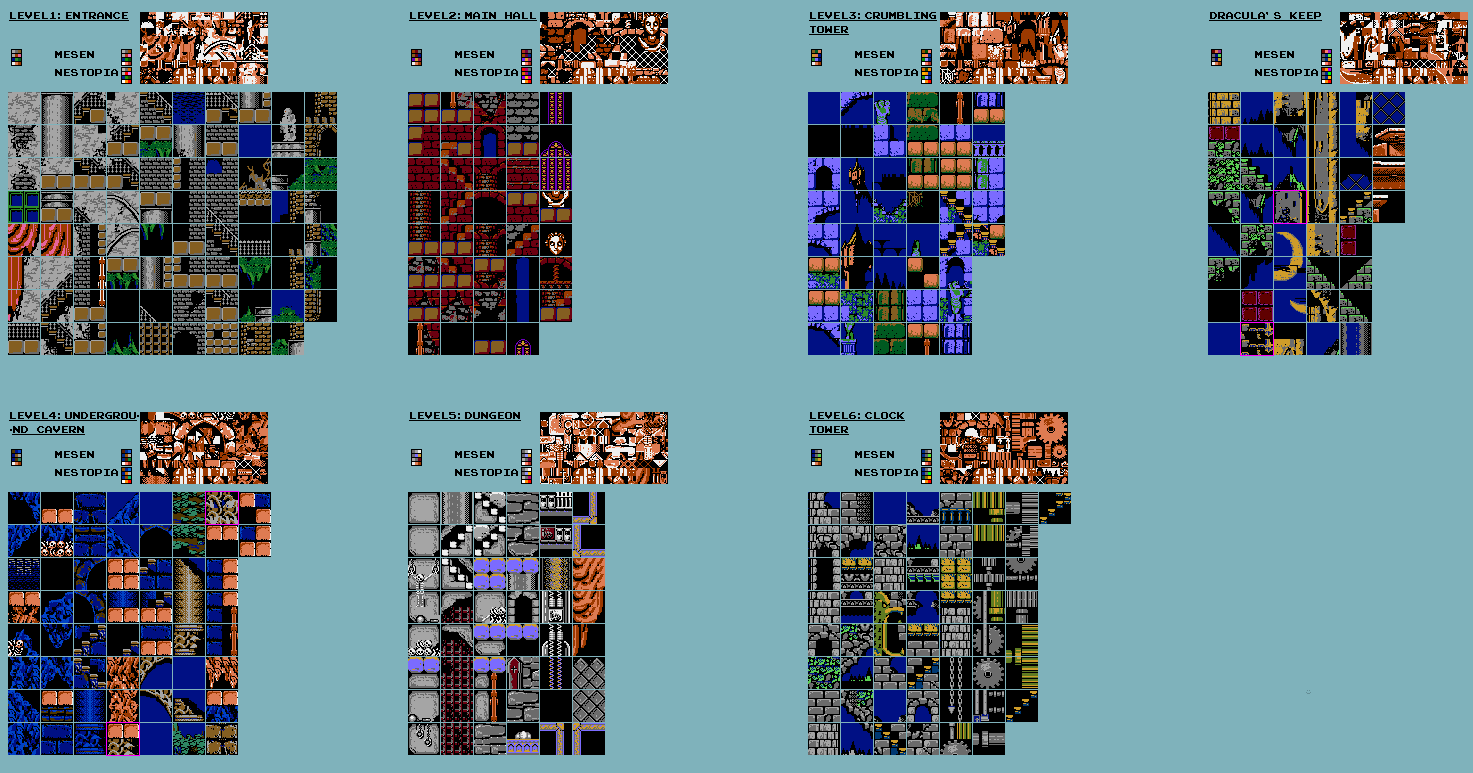 LEVEL1: ENTRANCE
MESEN
NESTOPIA
LEVEL2: MAIN HALL
MESEN
NESTOPIA
LEVEL3: CRUMBLING
TOWER
MESEN
NESTOPIA
DRACULA'S KEEP
MESEN
NESTOPIA
LEVEL4: UNDERGROU-
-ND CAVERN
MESEN
NESTOPIA
LEVEL5: DUNGEON
MESEN
NESTOPIA
LEVEL6: CLOCK
TOWER
MESEN
NESTOPIA